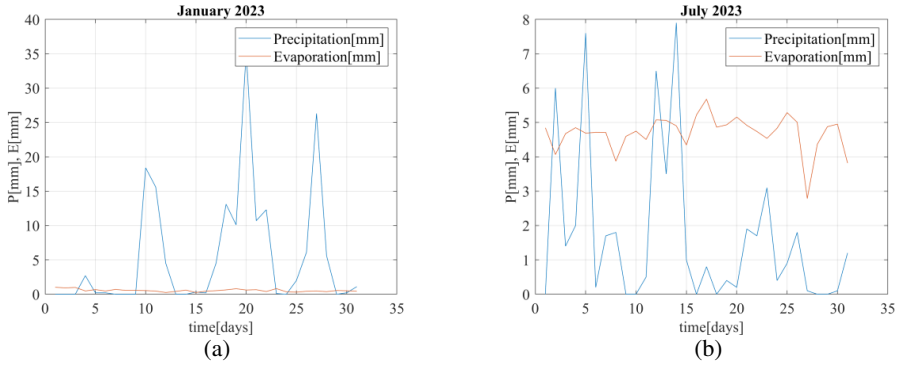 January 2023
Precipitation[mm]
Evaporation[mm]
P[mm], E[mm]
40
35
30
25
20
15
10
5
0
0 5 10 15 20 25 30 35
time[days]
(a)
July 2023
Precipitation[mm]
Evaporation[mm]
P[mm], E[mm]
8
7
6
5
4
3
2
1
0
0 5 10 15 20 25 30 35
time[days]
(b)